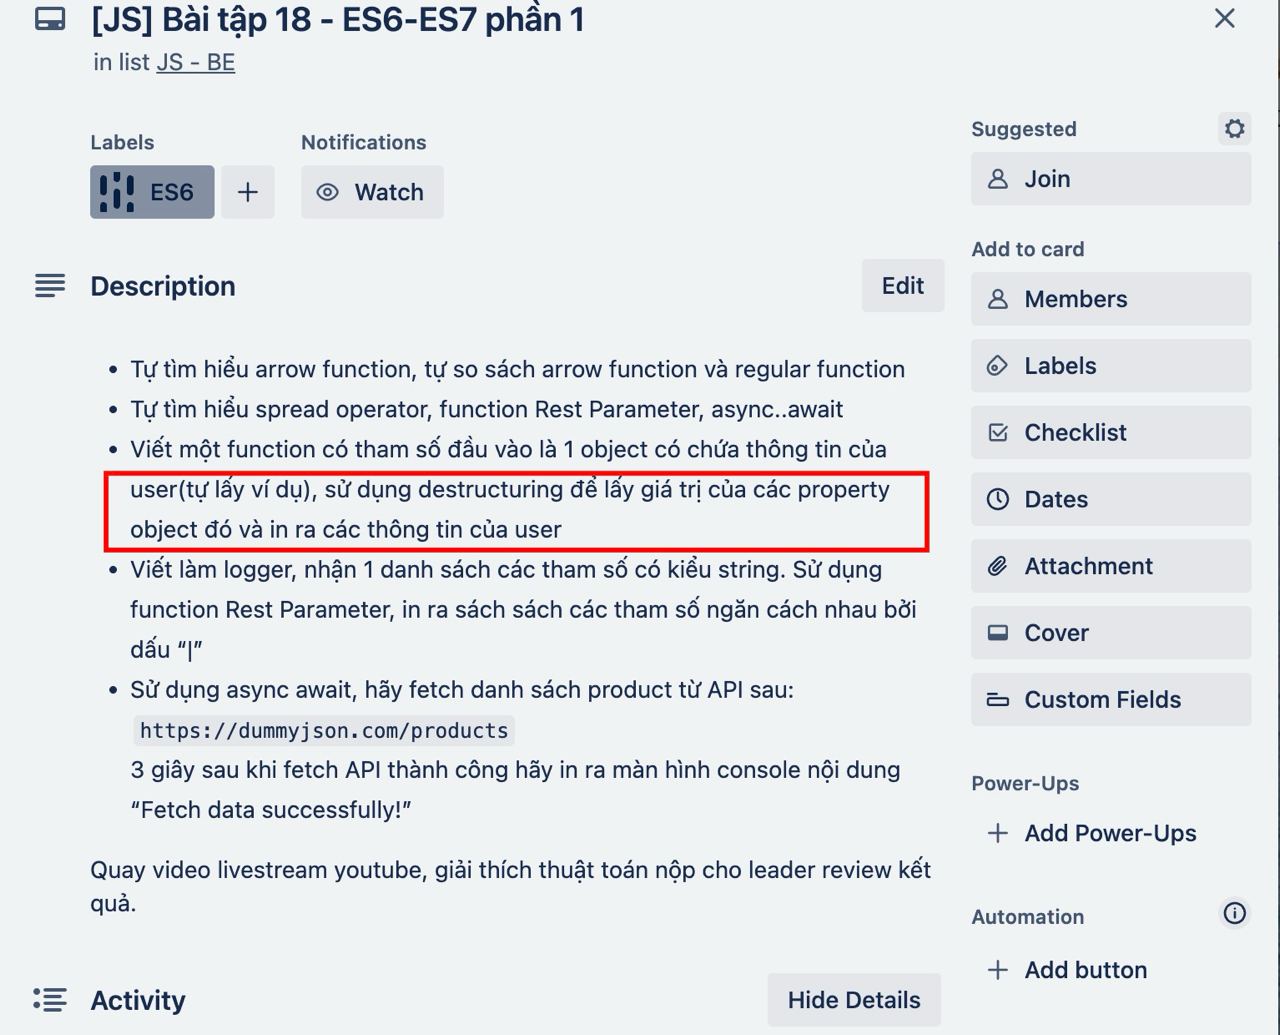 [JS] Bài tập 18 - ES6-ES7 phần 1
in list JS - BE
Labels
Notifications
ES6
Watch
Description
Edit
Tự tìm hiểu arrow function, tự so sách arrow function và regular function
Tự tìm hiểu spread operator, function Rest Parameter, async..await
Viết một function có tham số đầu vào là 1 object có chứa thông tin của
user(tự lấy ví dụ), sử dụng destructuring để lấy giá trị của các property
object đó và in ra các thông tin của user
Viết làm logger, nhận 1 danh sách các tham số có kiểu string. Sử dụng
function Rest Parameter, in ra sách sách các tham số ngăn cách nhau bởi
dấu “|”
Sử dụng async await, hãy fetch danh sách product từ API sau:
https://dummyjson.com/products
3 giây sau khi fetch API thành công hãy in ra màn hình console nội dung
“Fetch data successfully!”
Quay video livestream youtube, giải thích thuật toán nộp cho leader review kết
quả.
Activity
Hide Details
Suggested
Join
Add to card
Members
Labels
Checklist
Dates
Attachment
Cover
Custom Fields
Power-Ups
Add Power-Ups
Automation
Add button